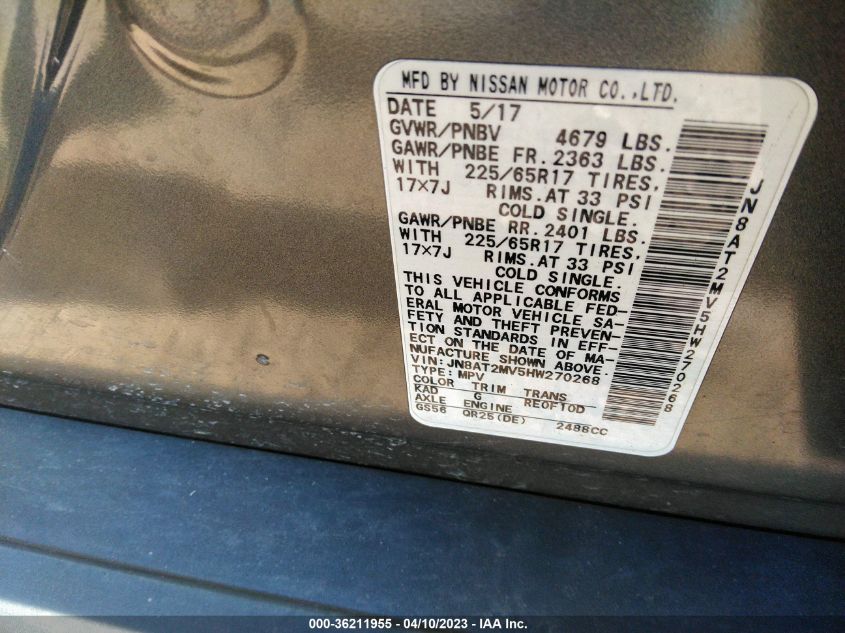 MFD BY NISSAN MOTOR CO.,LTD.
DATE 5/17
GVWR/PNBV 4679 LBS.
GAWR/PNBE FR. 2363 LBS.
WITH 225/65R17 TIRES,
17×7J RIMS. AT 33 PSI
COLD SINGLE.
GAWR/PNBE RR. 2401 LBS.
WITH 225/65R17 TIRES,
17×7J RIMS. AT 33 PSI
COLD SINGLE.
THIS VEHICLE CONFORMS
TO ALL APPLICABLE FED-
ERAL MOTOR VEHICLE SA-
FETY AND THEFT PREVEN-
TION STANDARDS IN EFF-
ECT ON THE DATE OF MA-
NUFACTURE SHOWN ABOVE.
VIN:JN8AT2MV5HW270268
TYPE: MPV
COLOR TRIM TRANS
KAD G RE0F10D
AXLE ENGINE
GS56 QR25(DE) 2488CC
JN8AT2MV5HW270268
000-36211955 - 04/10/2023 - IAA Inc.